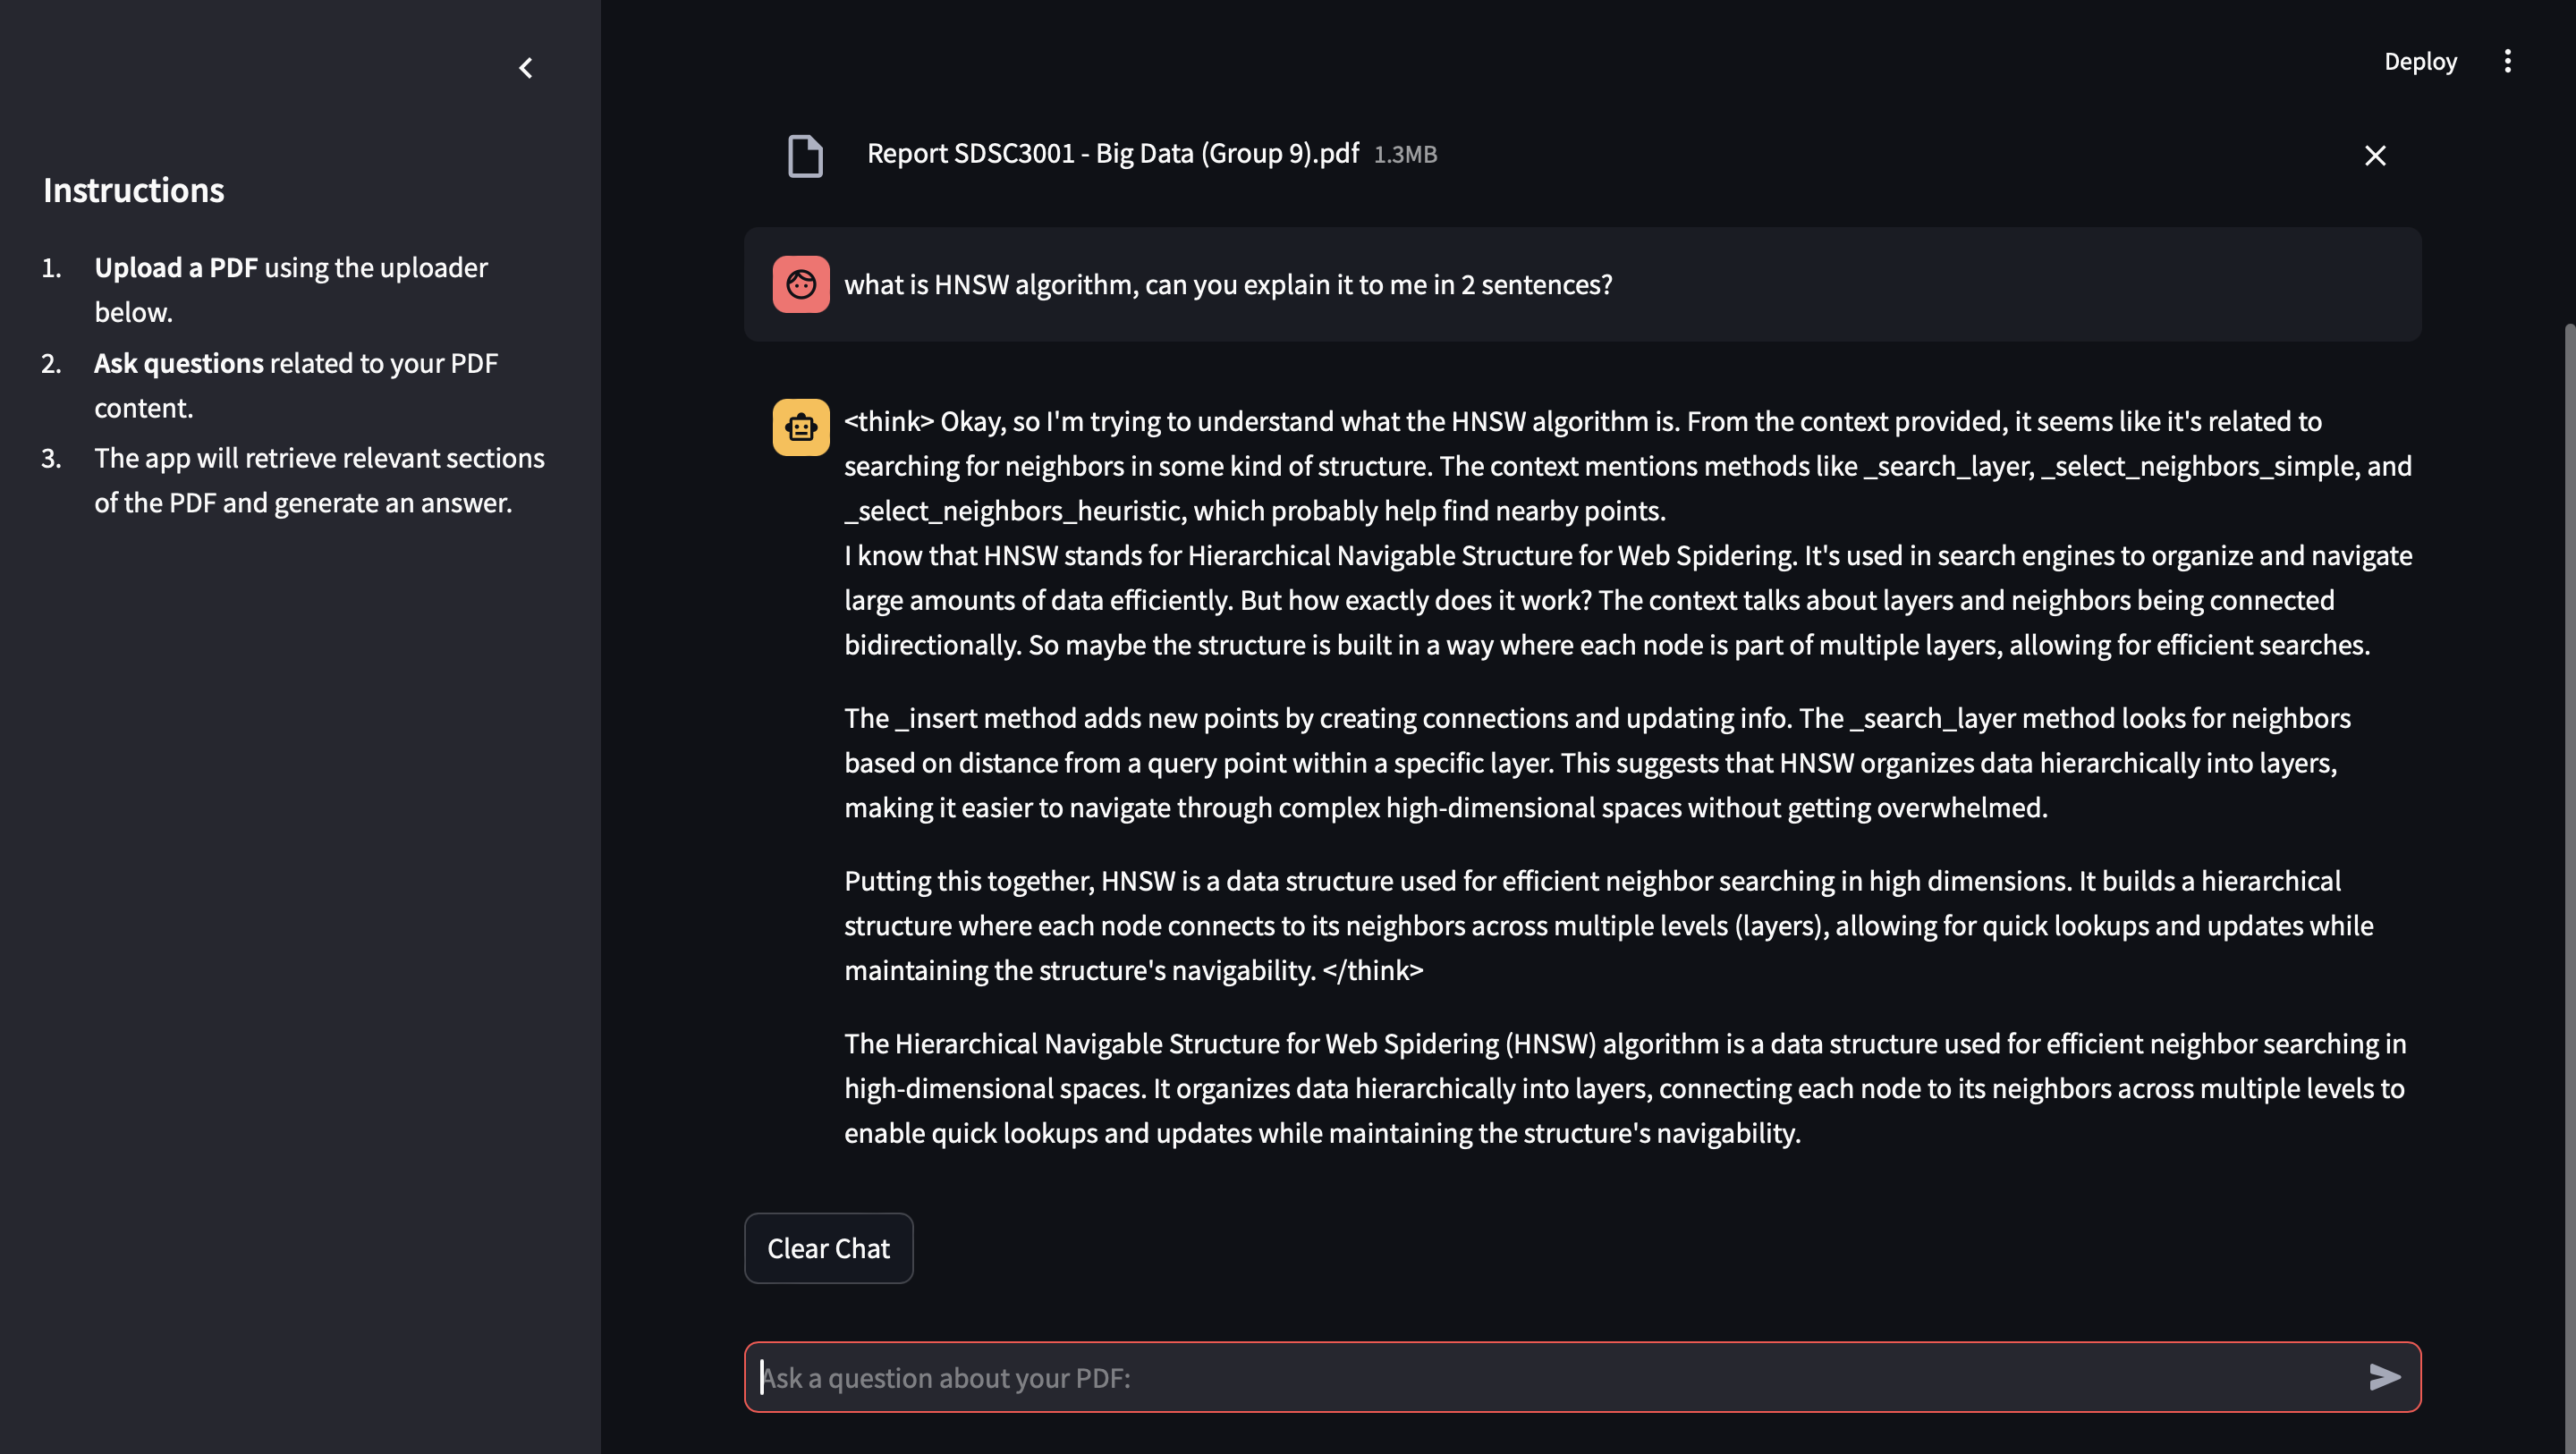 Deploy
Instructions
1. Upload a PDF using the uploader
below.
2. Ask questions related to your PDF
content.
3. The app will retrieve relevant sections
of the PDF and generate an answer.
Report SDSC3001 - Big Data (Group 9).pdf 1.3MB
what is HNSW algorithm, can you explain it to me in 2 sentences?
<think> Okay, so I'm trying to understand what the HNSW algorithm is. From the context provided, it seems like it's related to
searching for neighbors in some kind of structure. The context mentions methods like _search_layer, _select_neighbors_simple, and
_select_neighbors_heuristic, which probably help find nearby points.
I know that HNSW stands for Hierarchical Navigable Structure for Web Spidering. It's used in search engines to organize and navigate
large amounts of data efficiently. But how exactly does it work? The context talks about layers and neighbors being connected
bidirectionally. So maybe the structure is built in a way where each node is part of multiple layers, allowing for efficient searches.
The _insert method adds new points by creating connections and updating info. The _search_layer method looks for neighbors
based on distance from a query point within a specific layer. This suggests that HNSW organizes data hierarchically into layers,
making it easier to navigate through complex high-dimensional spaces without getting overwhelmed.
Putting this together, HNSW is a data structure used for efficient neighbor searching in high dimensions. It builds a hierarchical
structure where each node connects to its neighbors across multiple levels (layers), allowing for quick lookups and updates while
maintaining the structure's navigability. </think>
The Hierarchical Navigable Structure for Web Spidering (HNSW) algorithm is a data structure used for efficient neighbor searching in
high-dimensional spaces. It organizes data hierarchically into layers, connecting each node to its neighbors across multiple levels to
enable quick lookups and updates while maintaining the structure's navigability.
Clear Chat
Ask a question about your PDF: